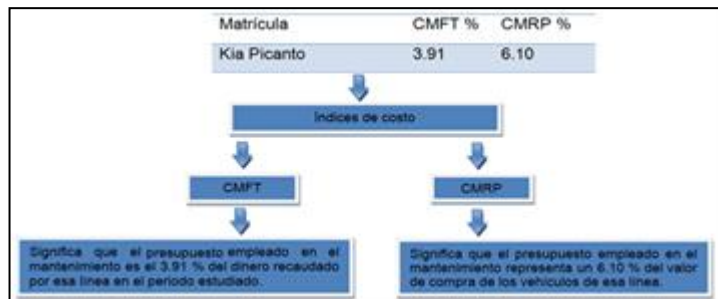 Matrícula CMFT % CMRP %
Kia Picanto 3.91 6.10
Índices de costo
CMFT
CMRP
Significa que el presupuesto empleado en el
mantenimiento es el 3.91 % del dinero recaudado
por esa línea en el periodo estudiado.
Significa que el presupuesto empleado en el
mantenimiento representa un 6.10 % del valor
de compra de los vehículos de esa línea.